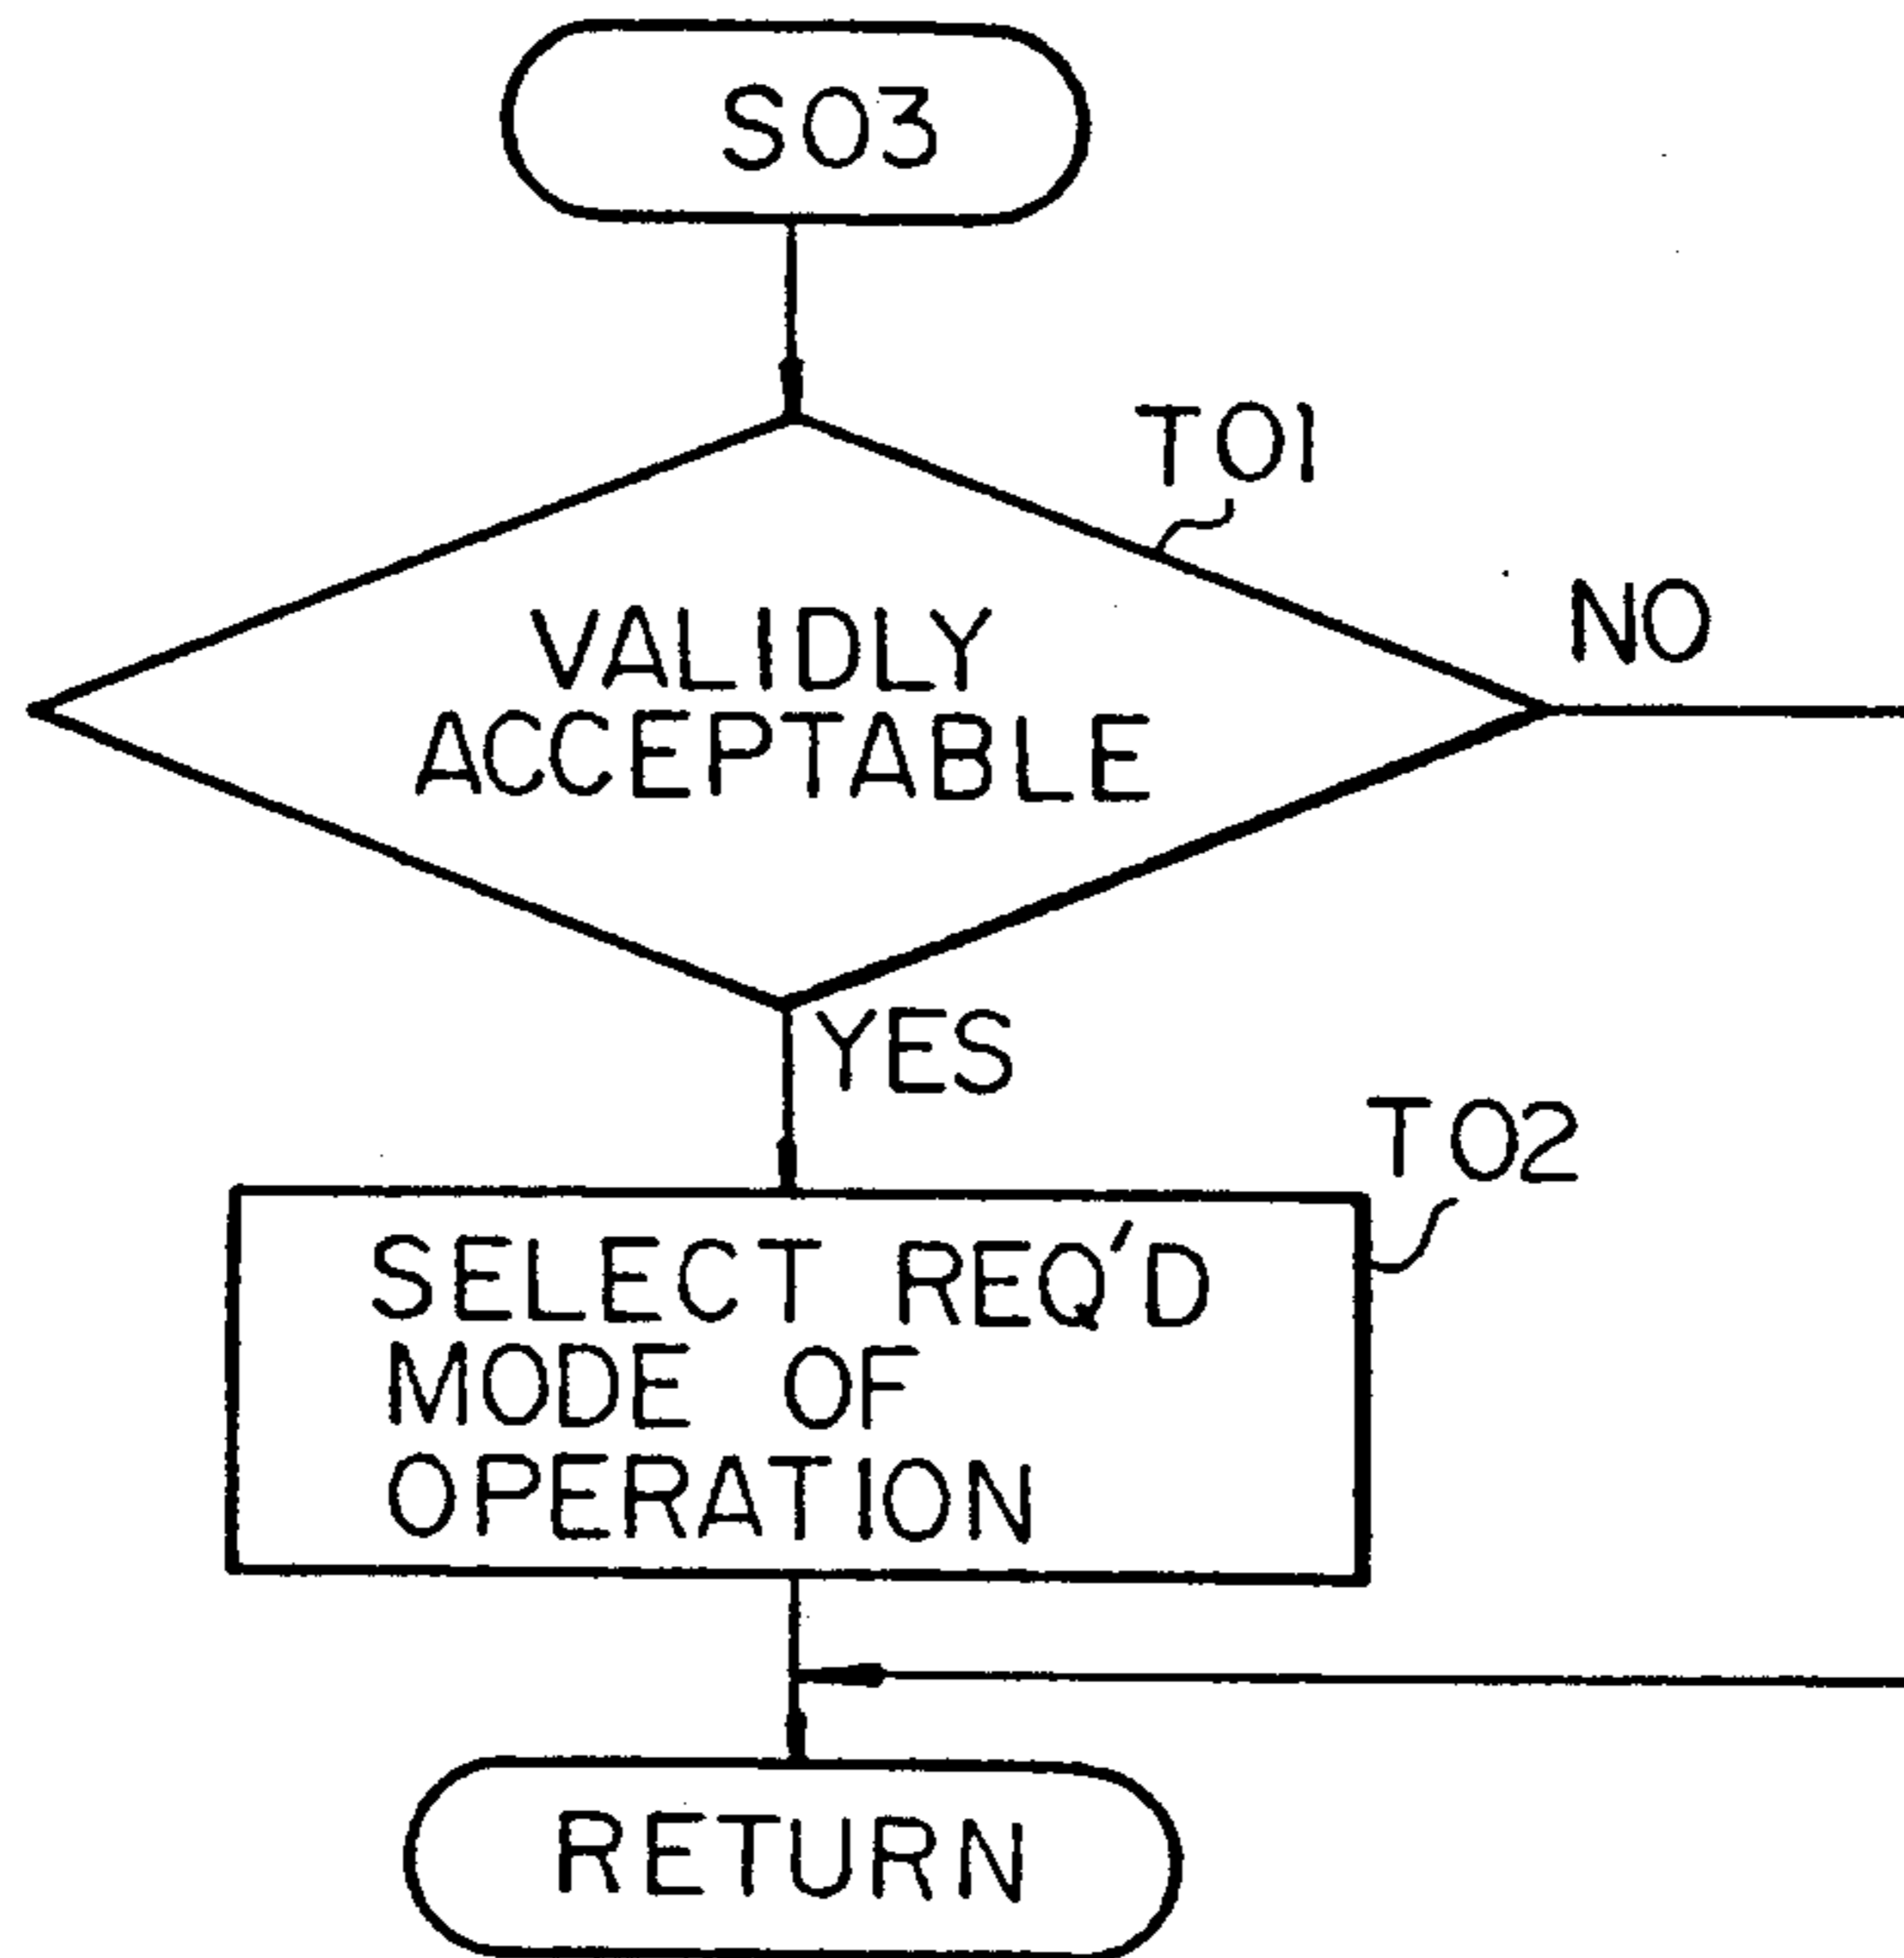 S03
T01
NO
VALIDLY
ACCEPTABLE
YES
T02
SELECT REQ'D
MODE OF
OPERATION
RETURN